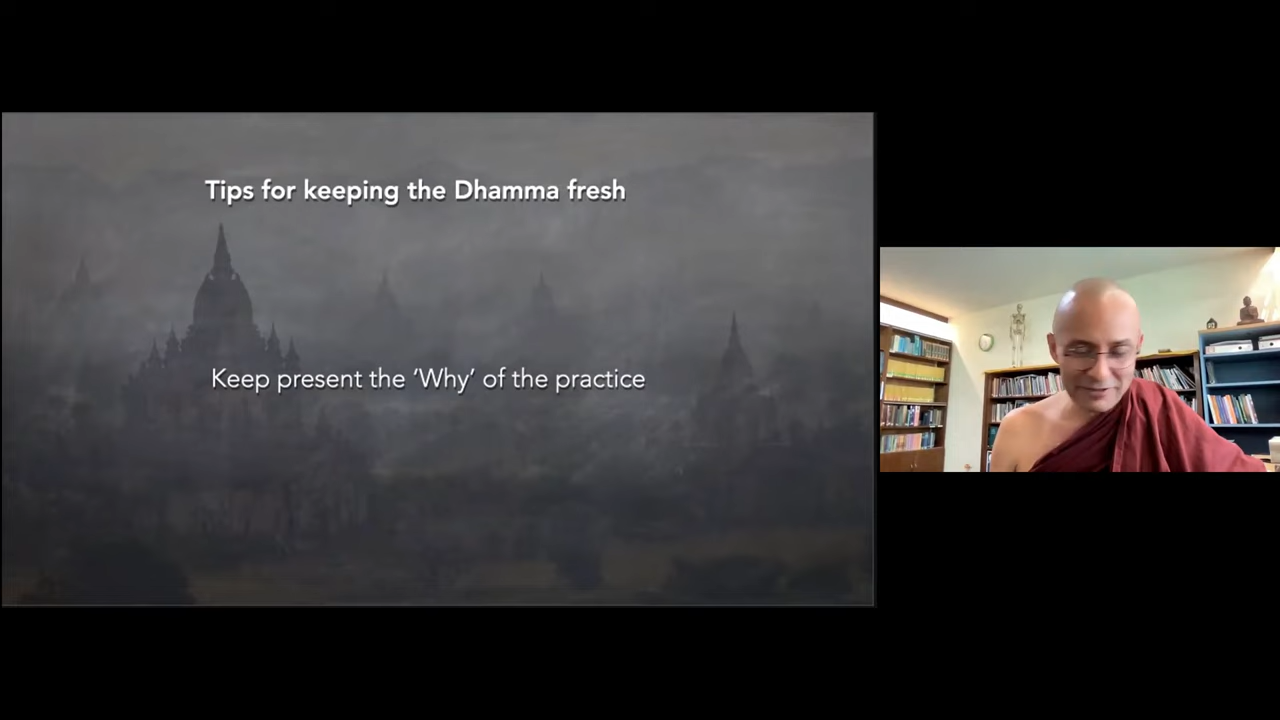 Tips for keeping the Dhamma fresh
Keep present the ‘Why’ of the practice